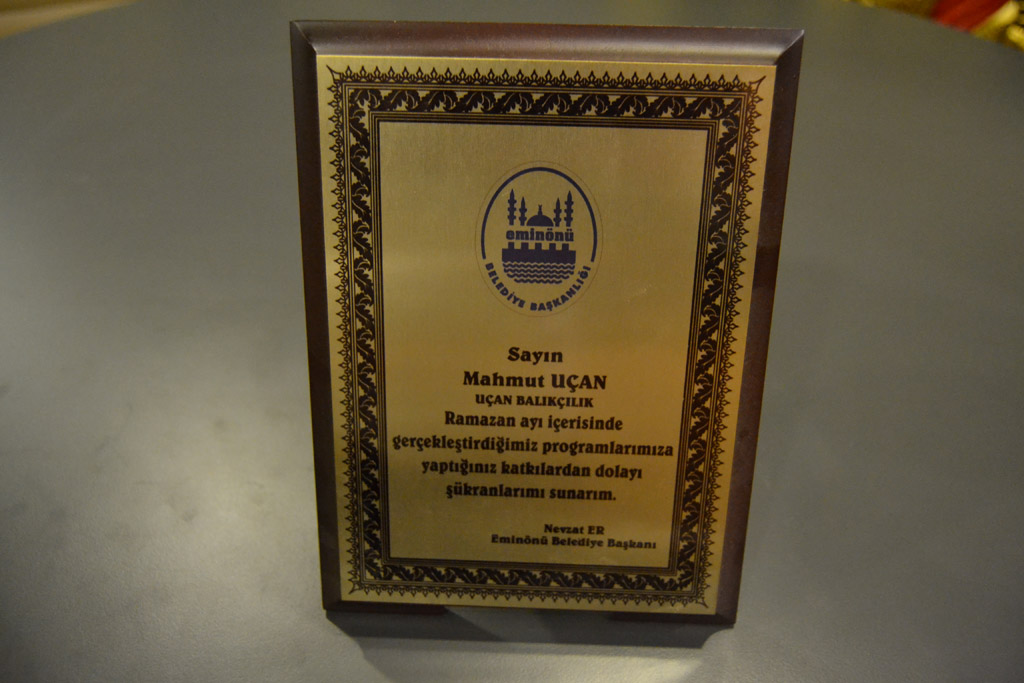 eminönü
BELEDİYE BAŞKANLIĞI
Sayın
Mahmut UÇAN
UÇAN BALIKÇILIK
Ramazan ayı içerisinde
gerçekleştirdiğimiz programlarımıza
yaptığınız katkılardan dolayı
şükranlarımı sunarım.
Nevzat ER
Eminönü Belediye Başkanı